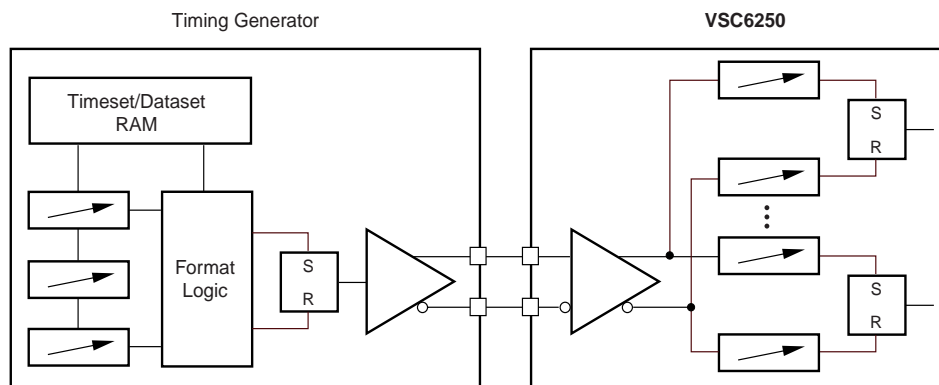 Timing Generator
VSC6250
Timeset/Dataset
RAM
Format
Logic
S
R
S
R
S
R